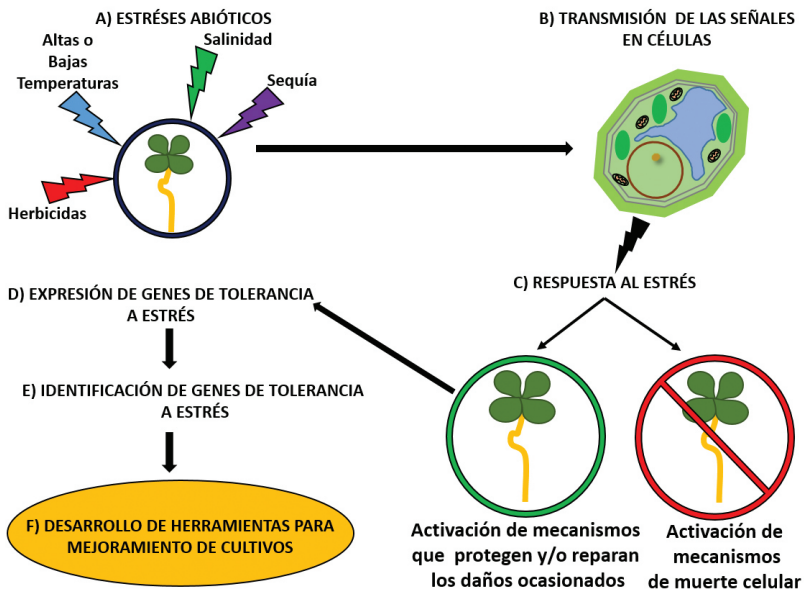 A) ESTRÉSES ABIÓTICOS
Altas o
Bajas
Temperaturas
Salinidad
Sequía
Herbicidas
B) TRANSMISIÓN DE LAS SEÑALES
EN CÉLULAS
C) RESPUESTA AL ESTRÉS
Activación de mecanismos
que protegen y/o reparan
los daños ocasionados
Activación de
mecanismos
de muerte celular
D) EXPRESIÓN DE GENES DE TOLERANCIA
A ESTRÉS
E) IDENTIFICACIÓN DE GENES DE TOLERANCIA
A ESTRÉS
F) DESARROLLO DE HERRAMIENTAS PARA
MEJORAMIENTO DE CULTIVOS